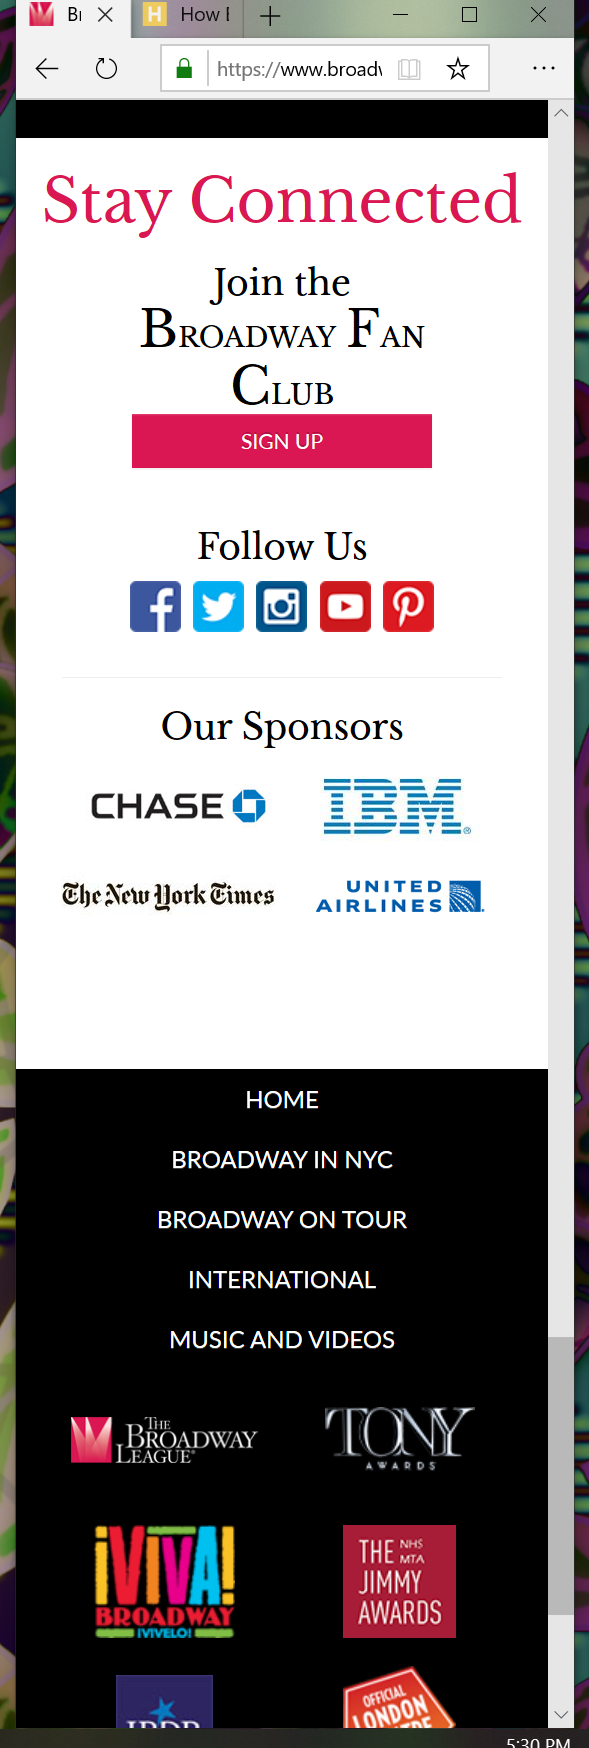 How
https://www.broad
Stay Connected
Join the
BROADWAY FAN
CLUB
SIGN UP
Follow Us
Our Sponsors
CHASE
IBM®
The New York Times
UNITED
AIRLINES
HOME
BROADWAY IN NYC
BROADWAY ON TOUR
INTERNATIONAL
MUSIC AND VIDEOS
THE
BROADWAY
LEAGUE®
TONY
AWARDS
¡VIVA!
BROADWAY
¡VIVELO!
THE NHS
MTA
JIMMY
AWARDS
IBDB
OFFICIAL
LONDON
5:30 PM